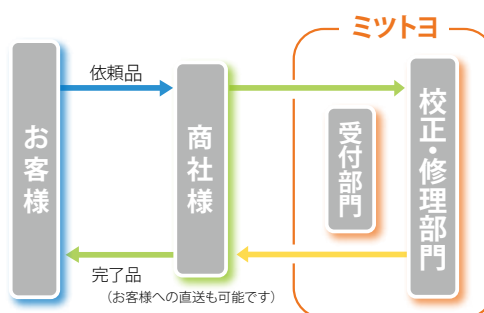 ミツトヨ
依頼品
お客様
商社様
受付部門
校正・修理部門
完了品
（お客様への直送も可能です）